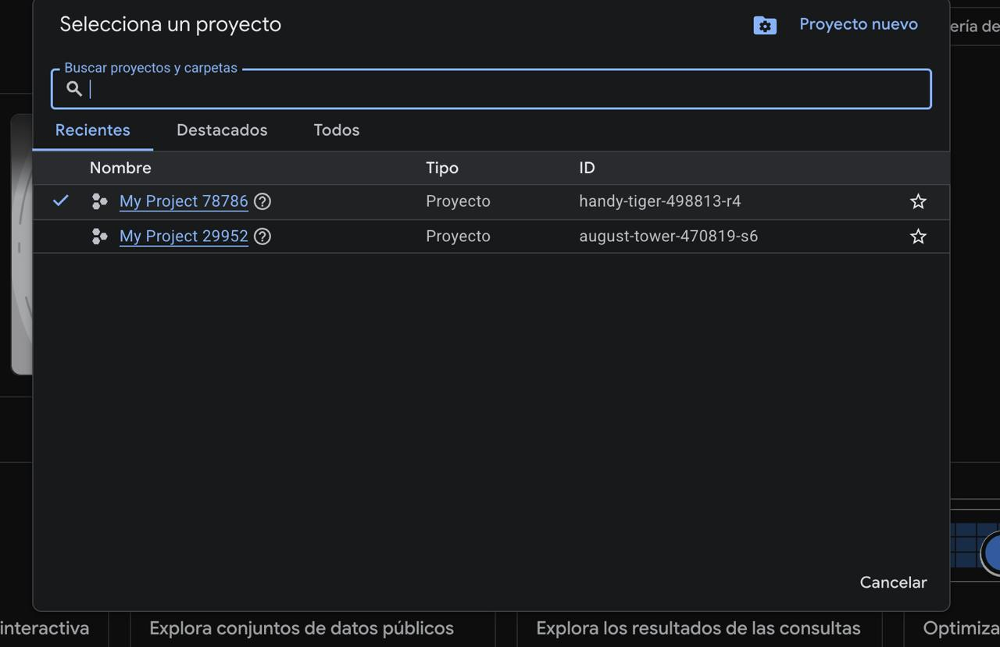 Selecciona un proyecto
Proyecto nuevo
ería de
Buscar proyectos y carpetas
Recientes Destacados Todos
Nombre Tipo ID
My Project 78786 Proyecto handy-tiger-498813-r4
My Project 29952 Proyecto august-tower-470819-s6
Cancelar
interactiva Explora conjuntos de datos públicos Explora los resultados de las consultas Optimiza